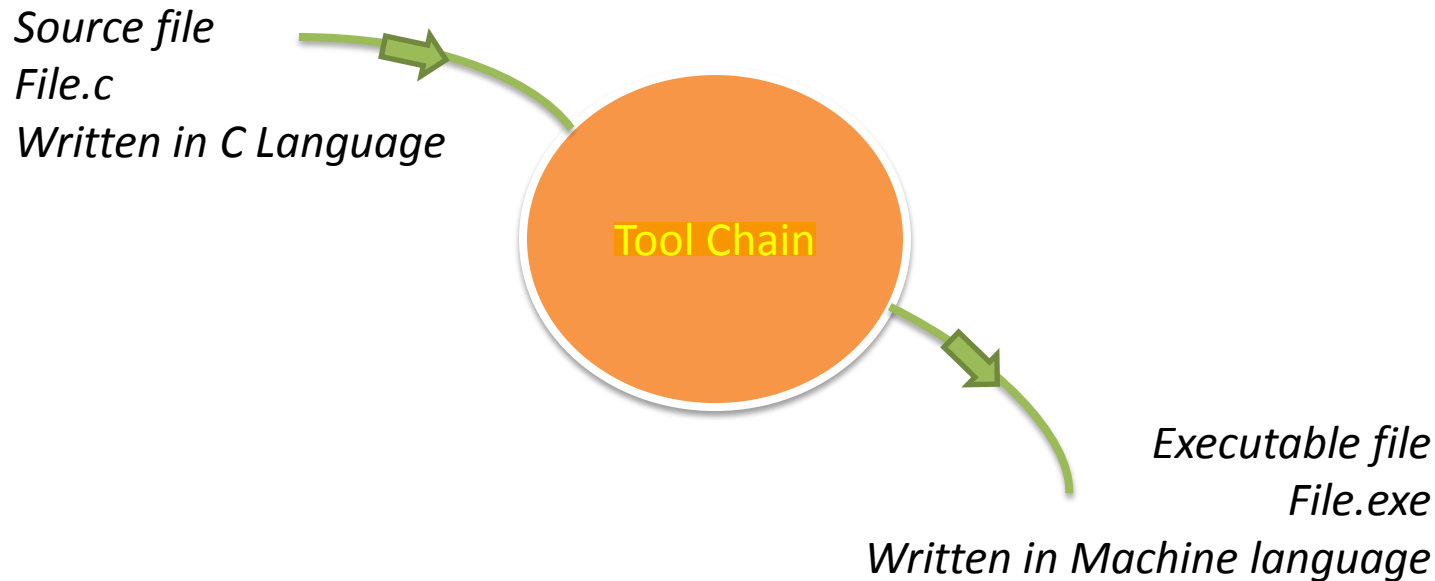 Source file
File.c
Written in C Language
Tool Chain
Executable file
File.exe
Written in Machine language